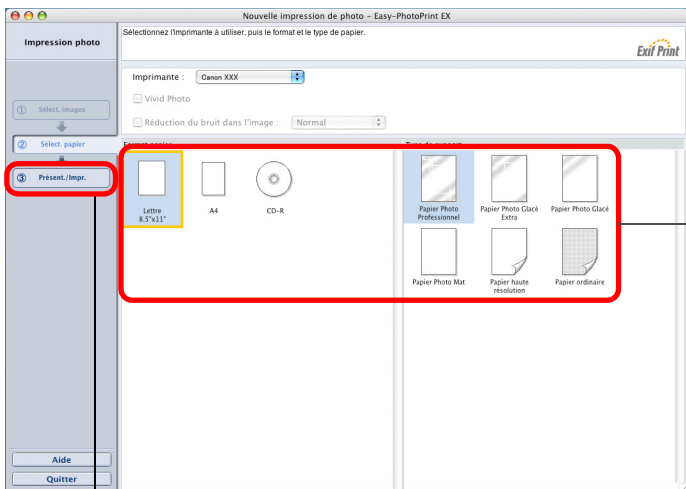 Nouvelle impression de photo – Easy-PhotoPrint EX
Impression photo
Sélectionnez l'imprimante à utiliser, puis le format et le type de papier.
Exif Print
Imprimante :
Canon XXX
Vivid Photo
Réduction du bruit dans l'image :
Normal
① Sélect. images
② Sélect. papier
③ Présent./Impr.
Lettre
8.5"x11"
A4
CD-R
Papier Photo
Professionnel
Papier Photo Glacé
Extra
Papier Photo Glacé
Papier Photo Mat
Papier haute
résolution
Papier ordinaire
Aide
Quitter